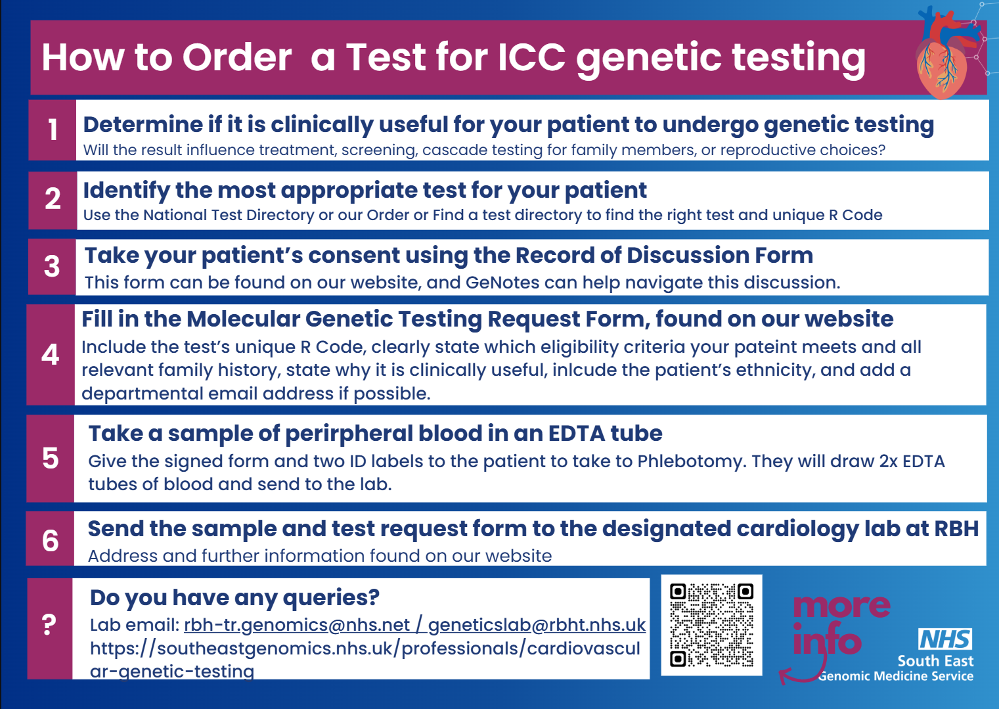 How to Order a Test for ICC genetic testing
1
Determine if it is clinically useful for your patient to undergo genetic testing
Will the result influence treatment, screening, cascade testing for family members, or reproductive choices?
2
Identify the most appropriate test for your patient
Use the National Test Directory or our Order or Find a test directory to find the right test and unique R Code
3
Take your patient’s consent using the Record of Discussion Form
This form can be found on our website, and GeNotes can help navigate this discussion.
4
Fill in the Molecular Genetic Testing Request Form, found on our website
Include the test’s unique R Code, clearly state which eligibility criteria your pateint meets and all
relevant family history, state why it is clinically useful, inlcude the patient’s ethnicity, and add a
departmental email address if possible.
5
Take a sample of perirpheral blood in an EDTA tube
Give the signed form and two ID labels to the patient to take to Phlebotomy. They will draw 2x EDTA
tubes of blood and send to the lab.
6
Send the sample and test request form to the designated cardiology lab at RBH
Address and further information found on our website
?
Do you have any queries?
Lab email: rbh-tr.genomics@nhs.net / geneticslab@rbht.nhs.uk
https://southeastgenomics.nhs.uk/professionals/cardiovascul
ar-genetic-testing
more
info
NHS
South East
Genomic Medicine Service